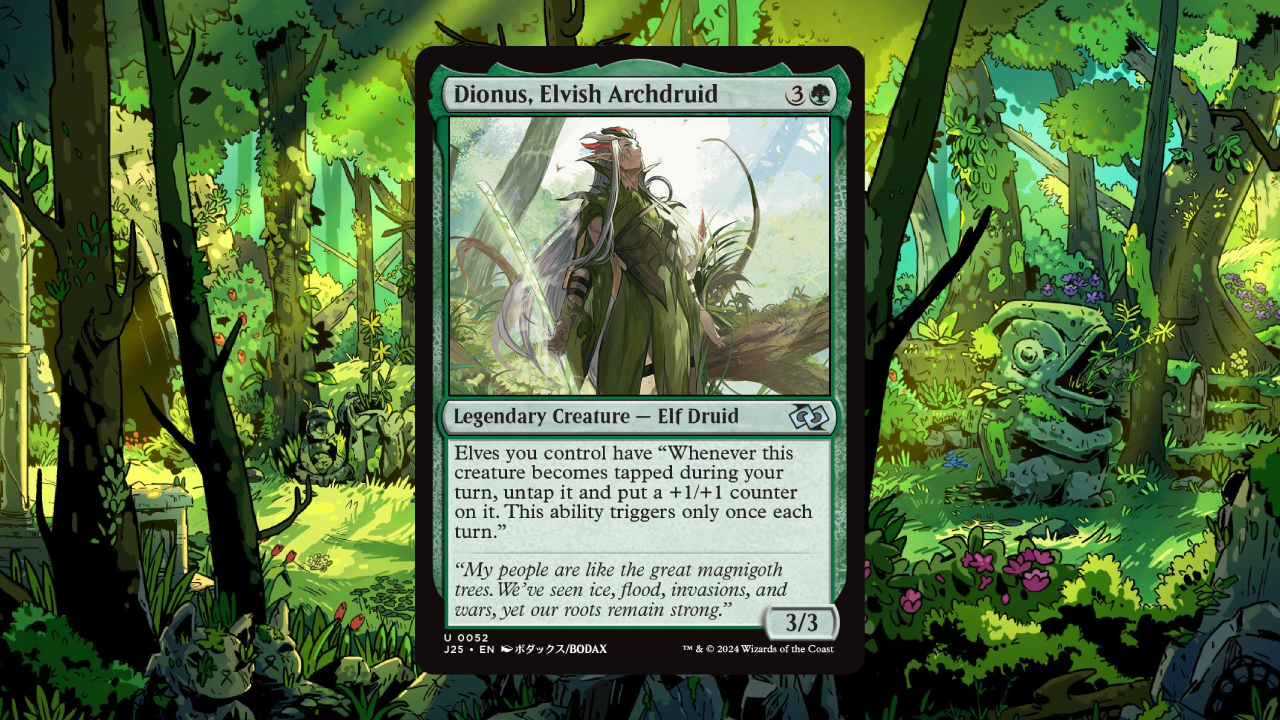 Dionus, Elvish Archdruid 3
Legendary Creature — Elf Druid
Elves you control have “Whenever this
creature becomes tapped during your
turn, untap it and put a +1/+1 counter
on it. This ability triggers only once each
turn.”
“My people are like the great magnigoth
trees. We’ve seen ice, flood, invasions, and
wars, yet our roots remain strong.”
3/3
U 0052
J25 • EN ボダックス/BODAX
™ & © 2024 Wizards of the Coast